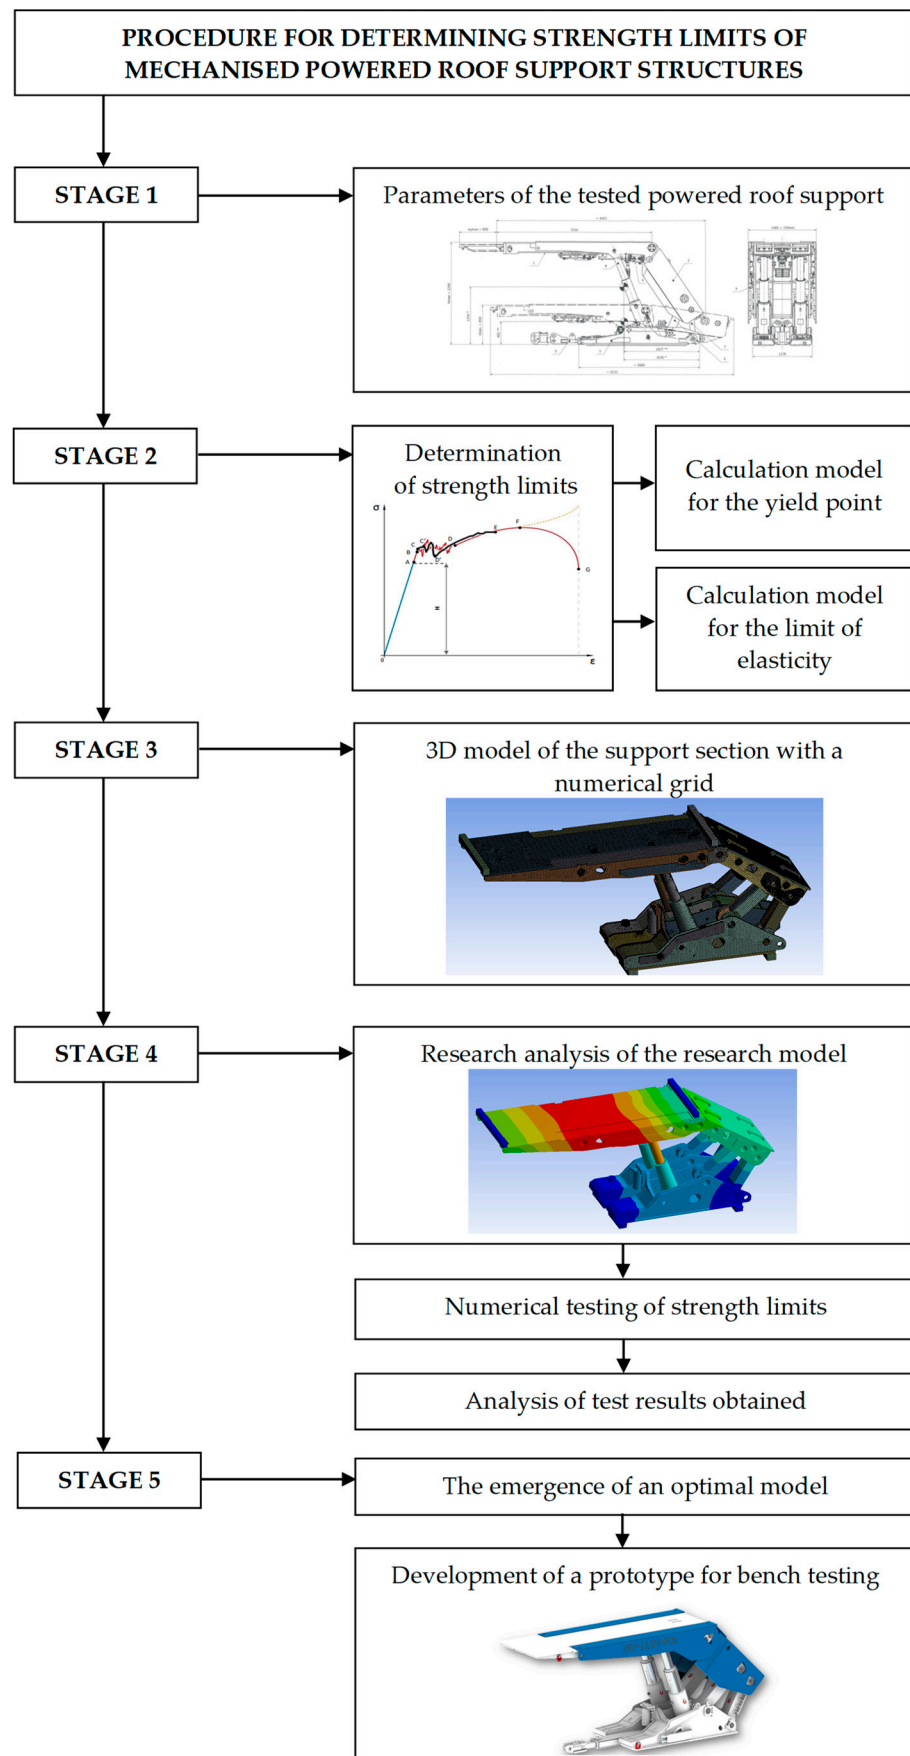 PROCEDURE FOR DETERMINING STRENGTH LIMITS OF
MECHANISED POWERED ROOF SUPPORT STRUCTURES
STAGE 1
Parameters of the tested powered roof support
STAGE 2
Determination
of strength limits
σ
A
B
C
C'
D'
D
E
F
G
H
0
ε
Calculation model
for the yield point
Calculation model
for the limit of
elasticity
STAGE 3
3D model of the support section with a
numerical grid
STAGE 4
Research analysis of the research model
Numerical testing of strength limits
Analysis of test results obtained
STAGE 5
The emergence of an optimal model
Development of a prototype for bench testing